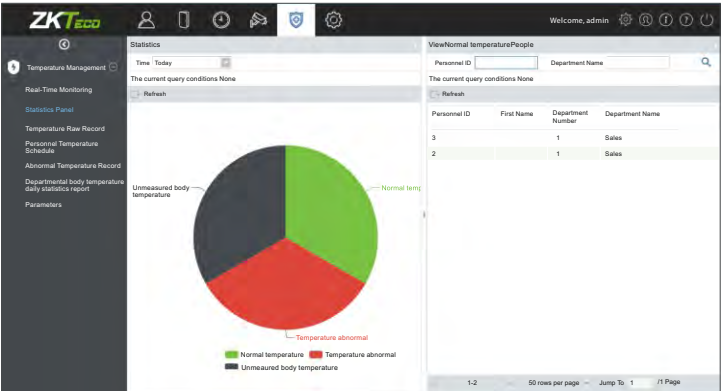 ZKTECO
Welcome, admin
Temperature Management
Real-Time Monitoring
Statistics Panel
Temperature Raw Record
Personnel Temperature
Schedule
Abnormal Temperature Record
Departmental body temperature
daily statistics report
Parameters
Statistics
Time Today
The current query conditions None
Refresh
Unmeasured body
temperature
Normal temp
Temperature abnormal
Normal temperature Temperature abnormal
Unmeaured body temperature
ViewNormal temperaturePeople
Personnel ID Department Name
The current query conditions None
Refresh
Personnel ID First Name Department
Number Department Name
3 1 Sales
2 1 Sales
1-2 50 rows per page Jump To 1 /1 Page